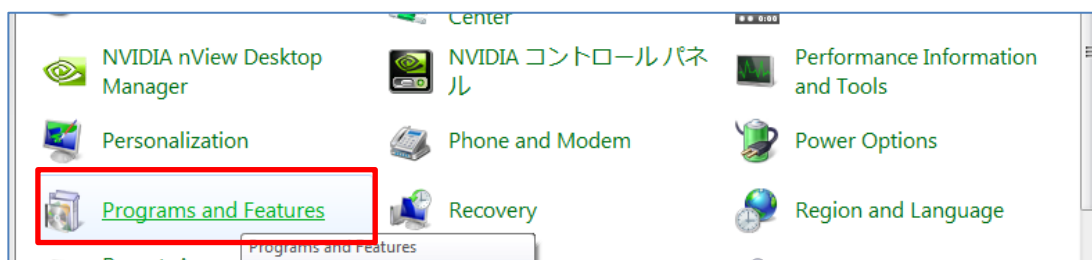 Center
NVIDIA nView Desktop
Manager
NVIDIA コントロール パネ
ル
Performance Information
and Tools
Personalization
Phone and Modem
Power Options
Programs and Features
Recovery
Region and Language
Programs and Features